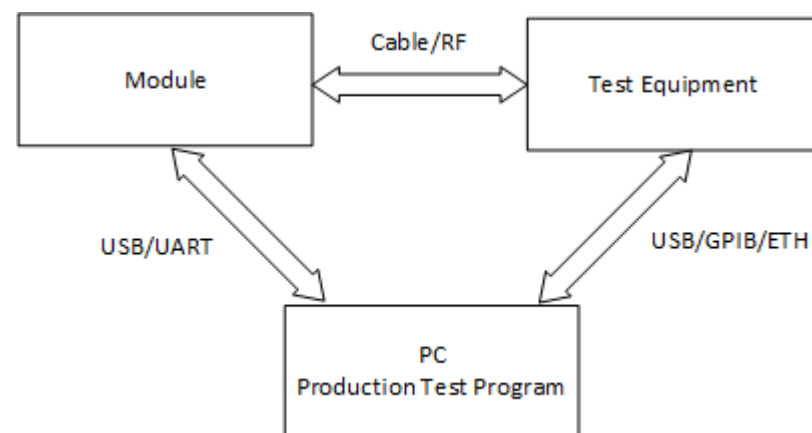 Cable/RF
Module
Test Equipment
USB/UART
USB/GPIB/ETH
PC
Production Test Program